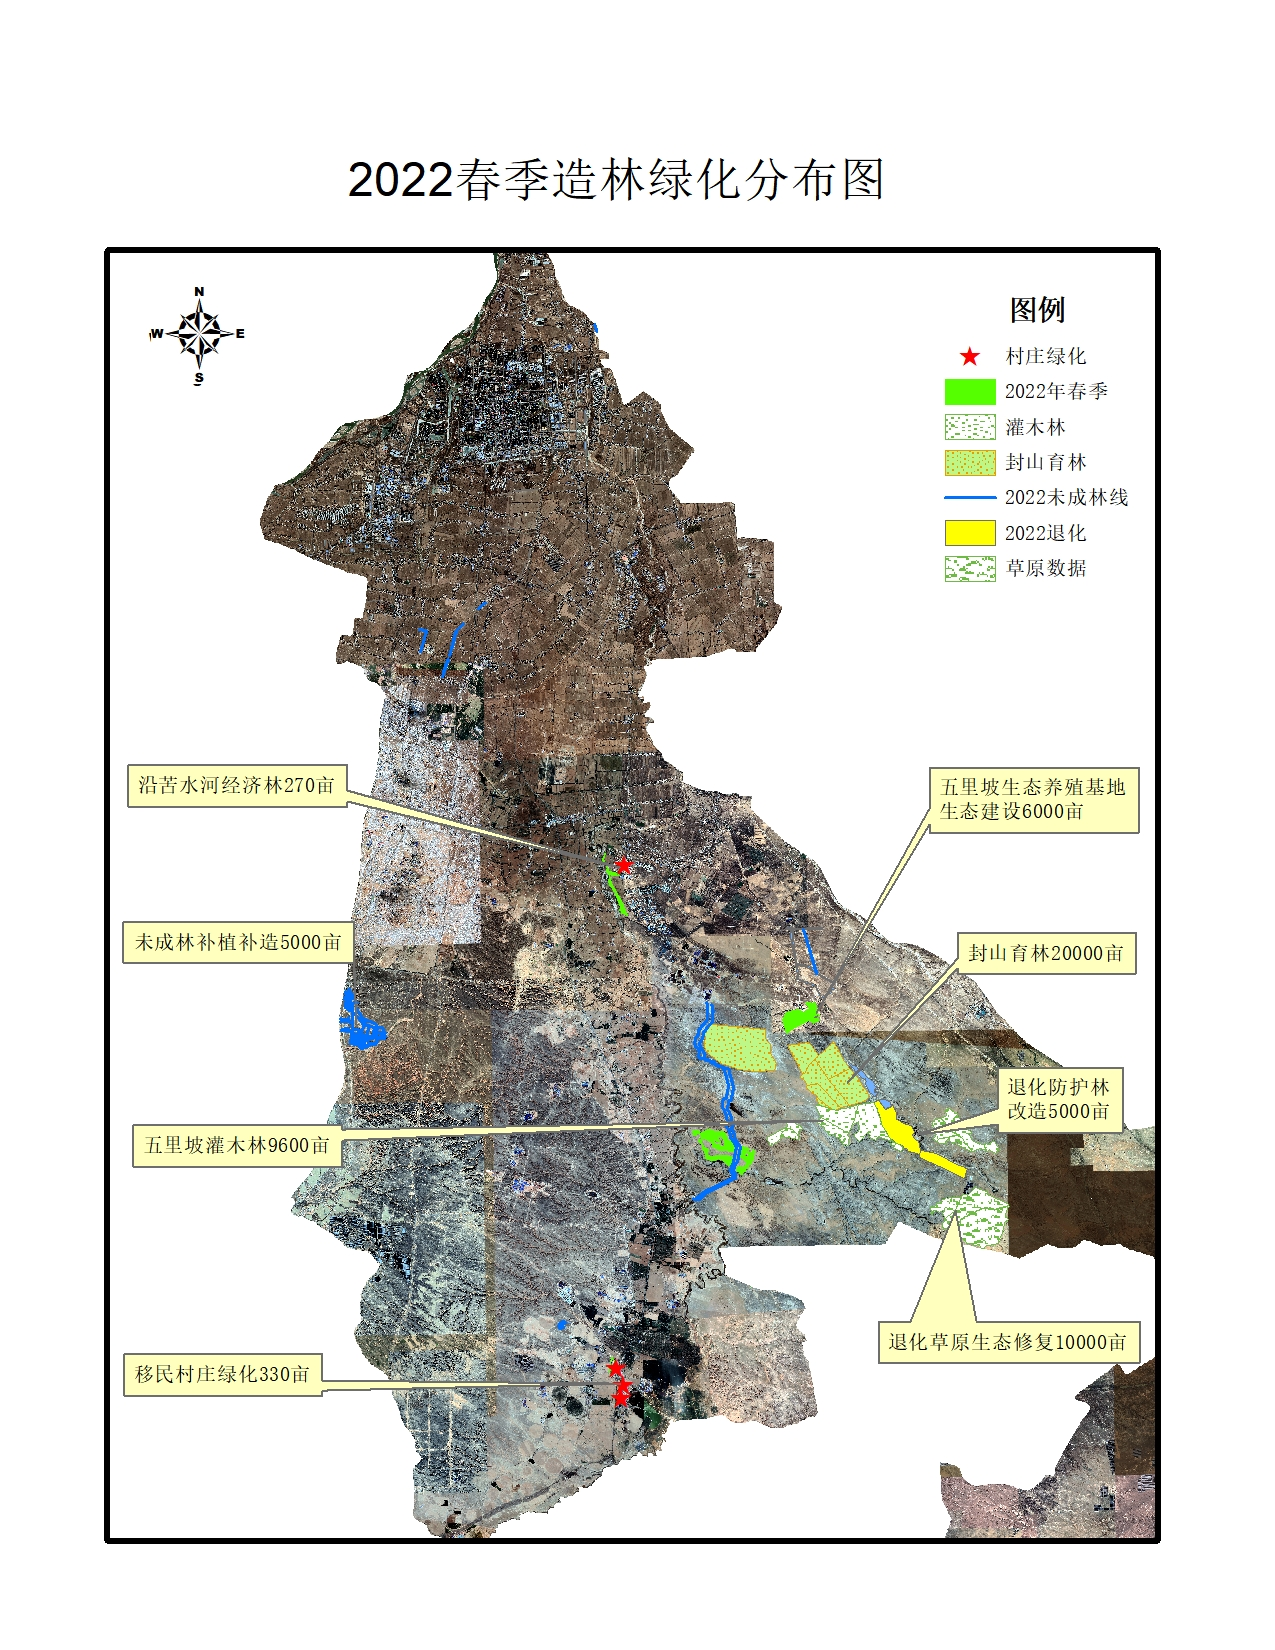 2022春季造林绿化分布图
N
W
E
S
图例
村庄绿化
2022年春季
灌木林
封山育林
2022未成林线
2022退化
草原数据
沿苦水河经济林270亩
五里坡生态养殖基地
生态建设6000亩
未成林补植补造5000亩
封山育林20000亩
退化防护林
改造5000亩
五里坡灌木林9600亩
退化草原生态修复10000亩
移民村庄绿化330亩